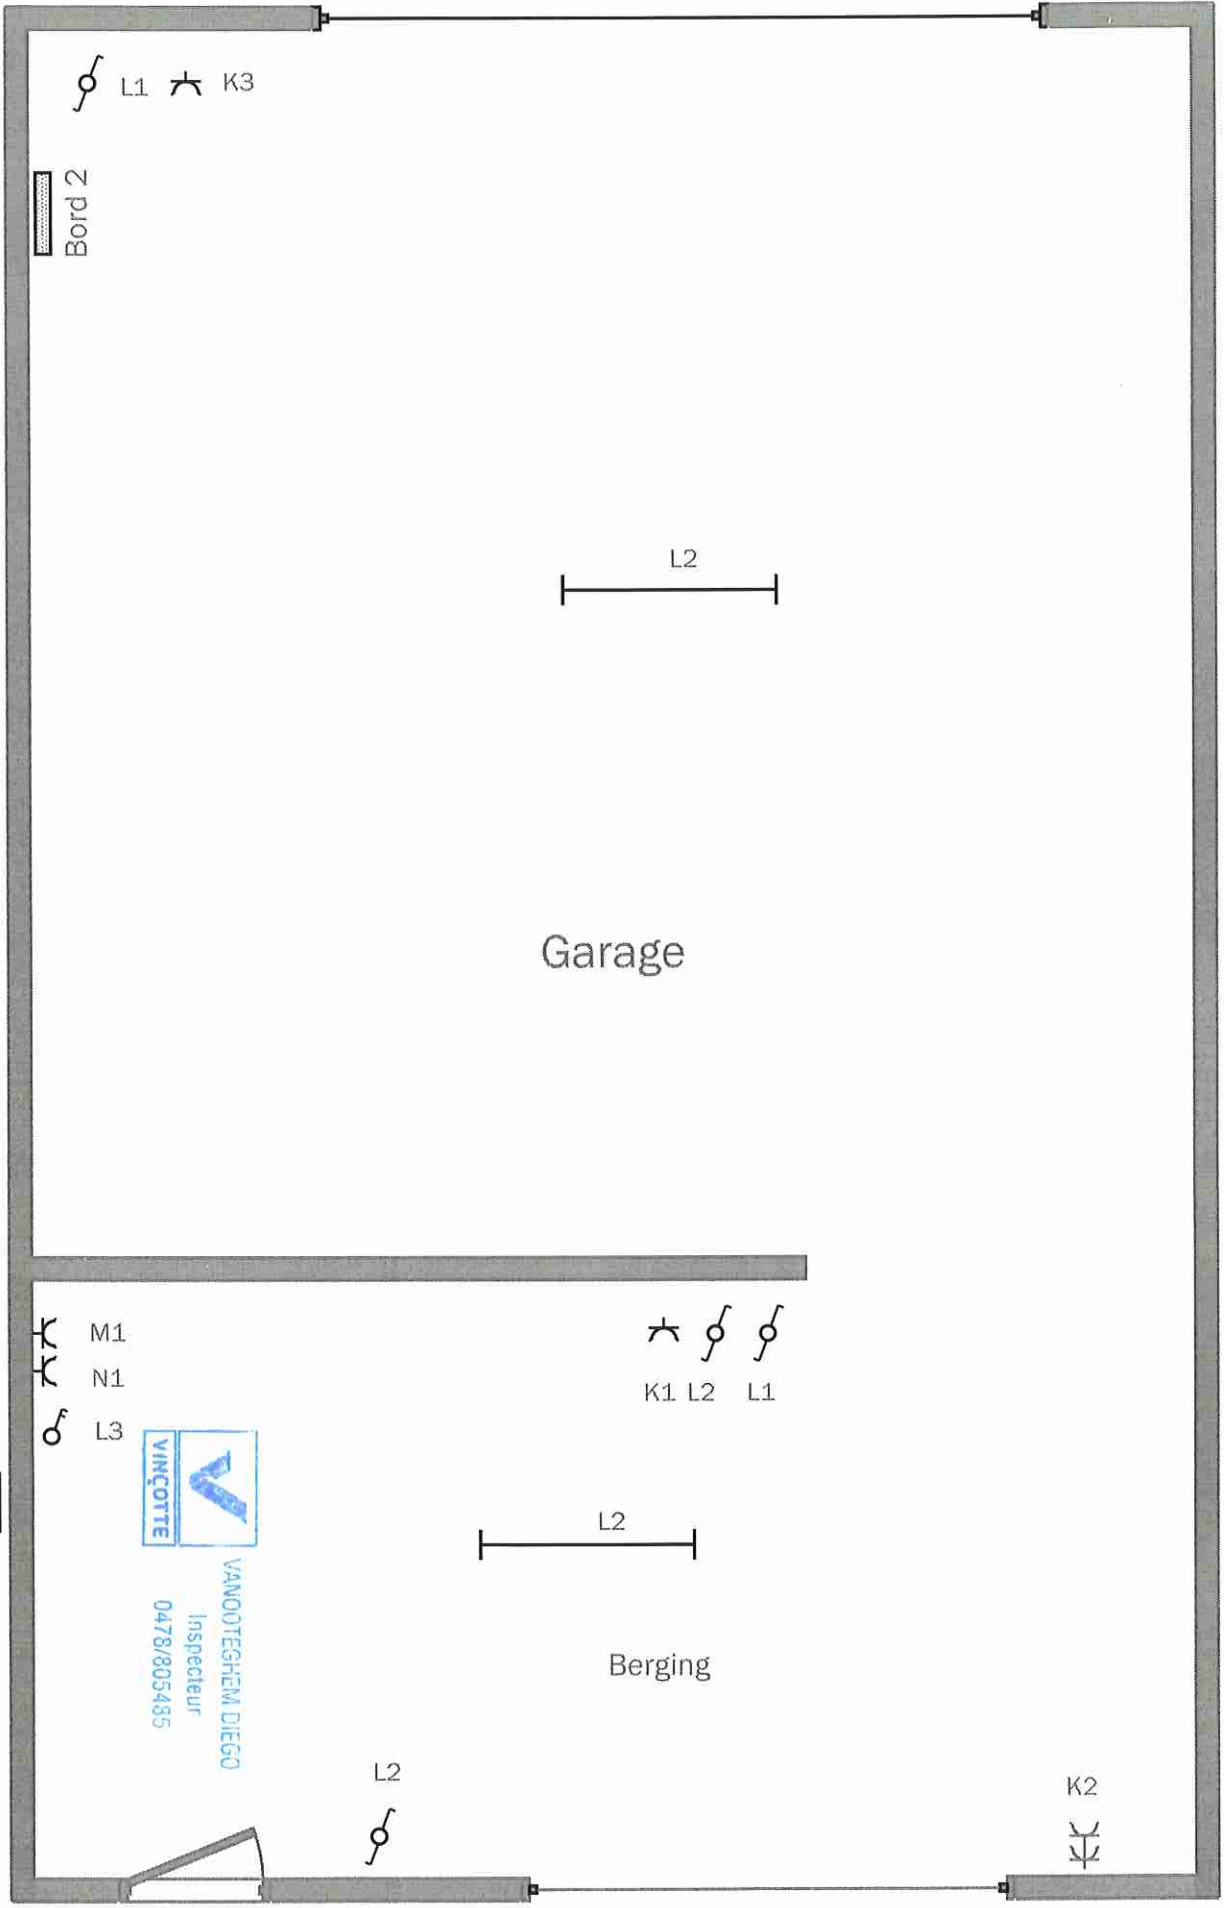 L1 K3
Bord 2
L2
Garage
M1
N1
K1 L2 L1
L3
VINÇOTTE
VANOOTEGHEM DIEGO
Inspecteur
0478/805485
L2
Berging
L2
K2